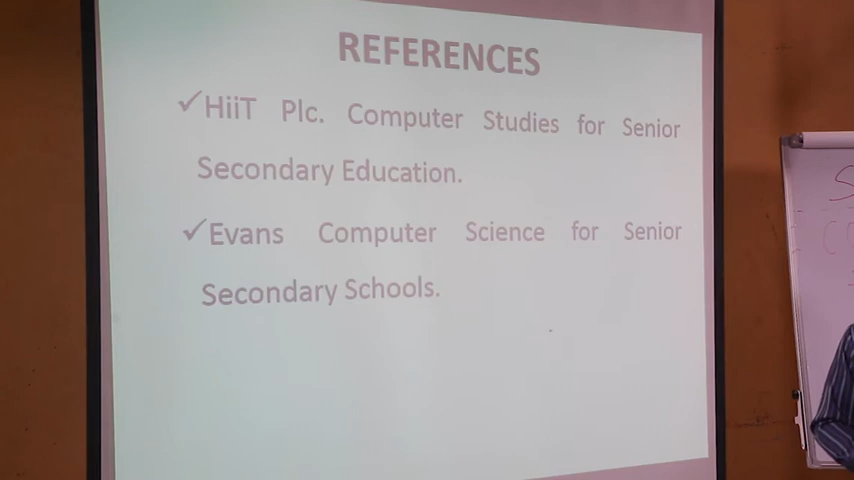 REFERENCES
✓HiiT Plc. Computer Studies for Senior
Secondary Education.
✓Evans Computer Science for Senior
Secondary Schools.